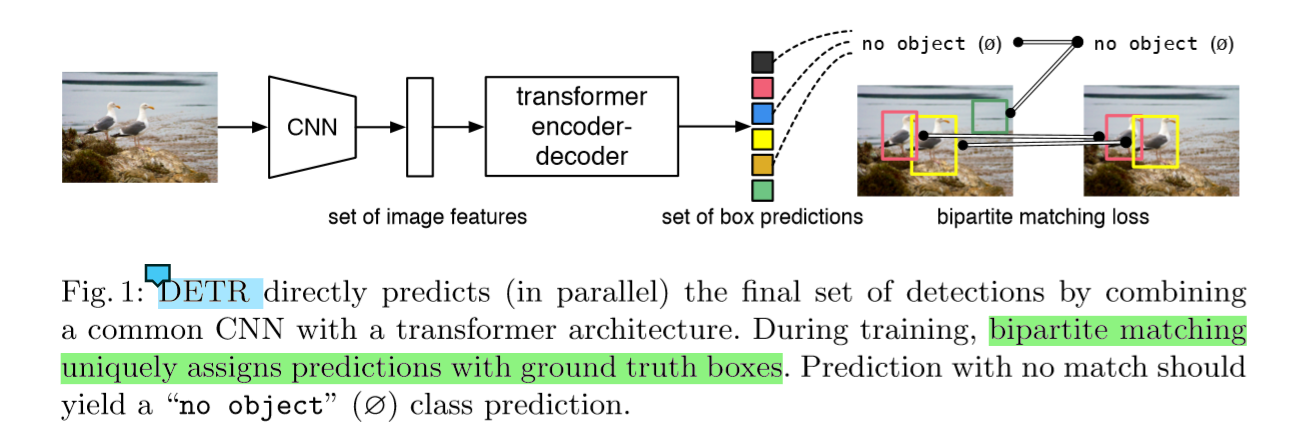 no object (∅)
no object (∅)
CNN
transformer
encoder-
decoder
set of image features
set of box predictions
bipartite matching loss
Fig. 1: DETR directly predicts (in parallel) the final set of detections by combining
a common CNN with a transformer architecture. During training, bipartite matching
uniquely assigns predictions with ground truth boxes. Prediction with no match should
yield a “no object” (∅) class prediction.